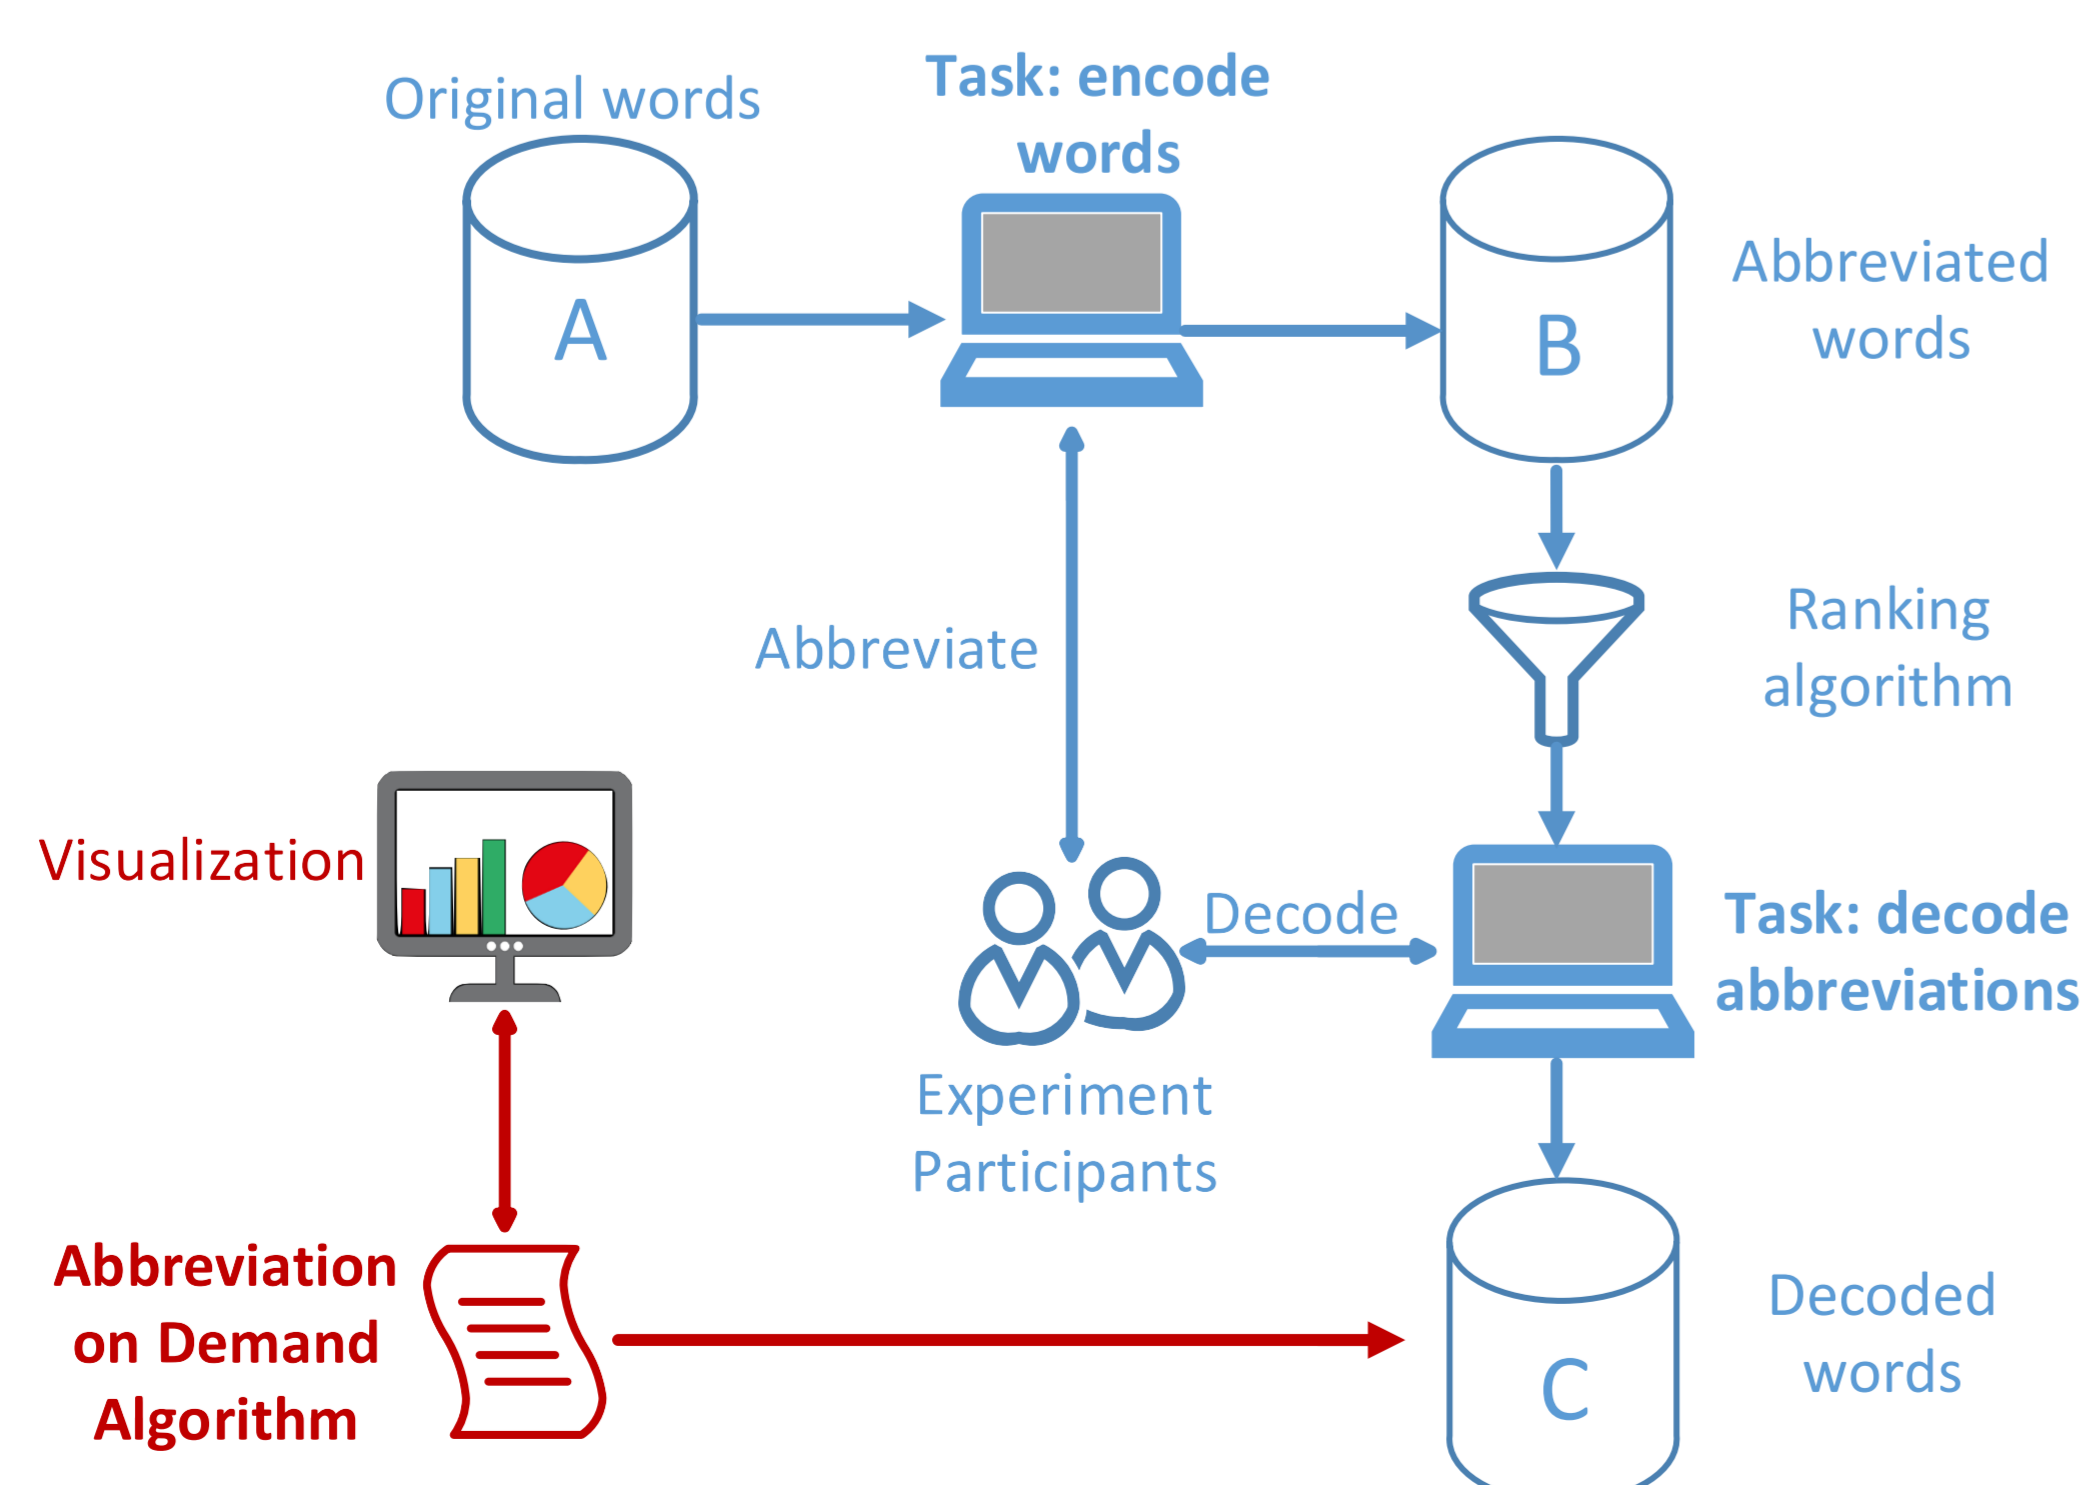 Original words
A
Task: encode
words
B
Abbreviated
words
Abbreviate
Ranking
algorithm
Visualization
Decode
Task: decode
abbreviations
Experiment
Participants
Abbreviation
on Demand
Algorithm
C
Decoded
words